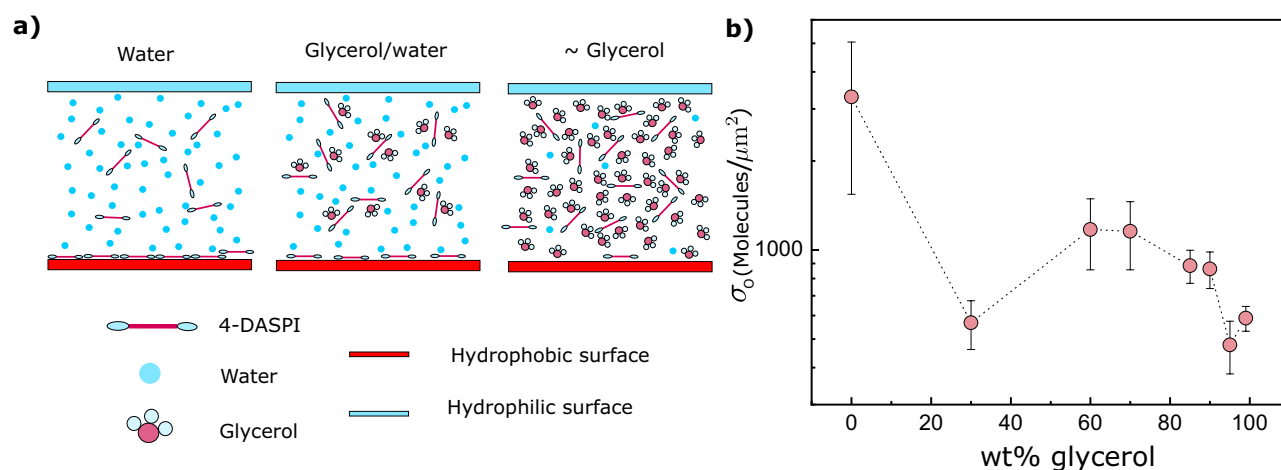 a)
Water
Glycerol/water
~ Glycerol
4-DASPI
Water
Glycerol
Hydrophobic surface
Hydrophilic surface
b)
σo(Molecules/μm²)
1000
0 20 40 60 80 100
wt% glycerol